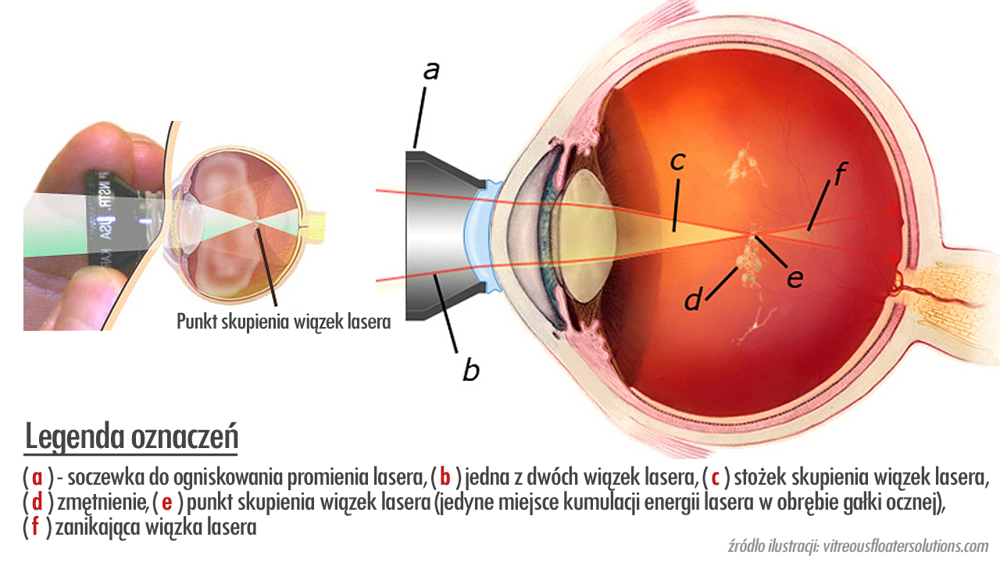 a
c
f
INSTR.
USA
e
d
Punkt skupienia wiązek lasera
b
Legenda oznaczeń
( a ) - soczewka do ogniskowania promienia lasera, ( b ) jedna z dwóch wiązek lasera, ( c ) stożek skupienia wiązek lasera,
( d ) zmętnienie, ( e ) punkt skupienia wiązek lasera (jedyne miejsce kumulacji energii lasera w obrębie gałki ocznej),
( f ) zanikająca wiązka lasera
źródło ilustracji: vitreousfloatersolutions.com